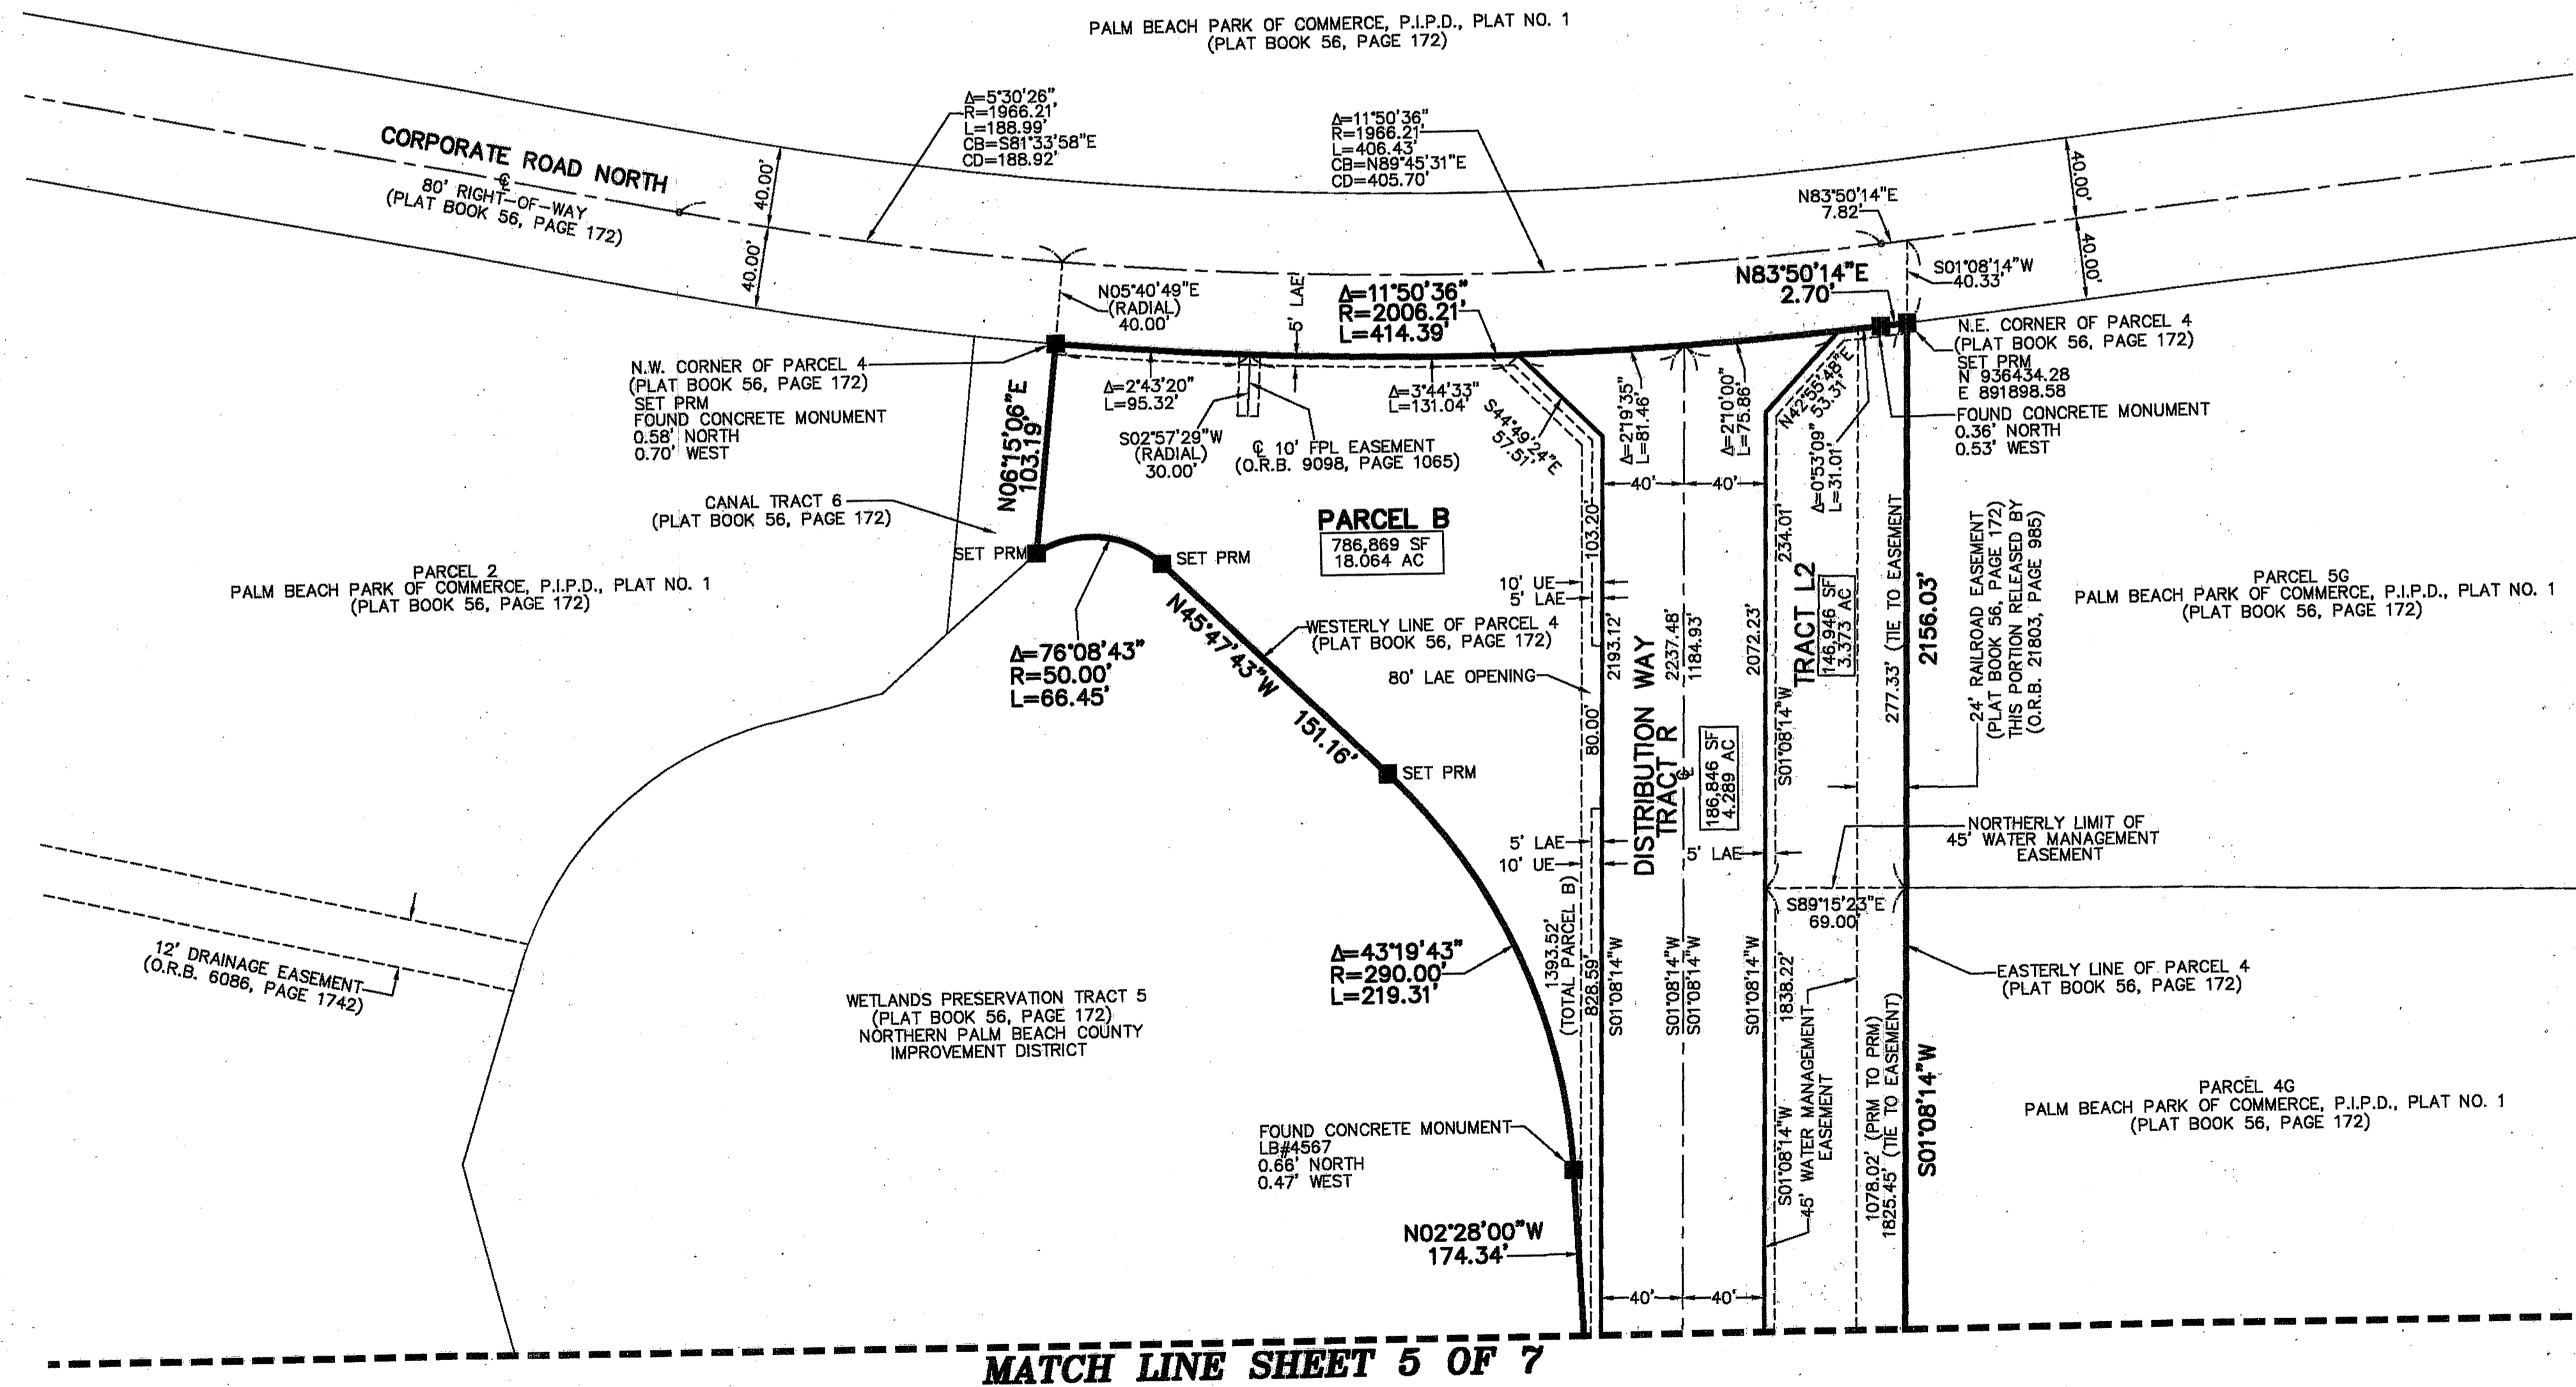 PALM BEACH PARK OF COMMERCE, P.I.P.D., PLAT NO. 1
(PLAT BOOK 56, PAGE 172)
Δ=5°30'26"
R=1966.21'
L=188.99'
CB=S81°33'58"E
CD=188.92'
Δ=11°50'36"
R=1966.21'
L=406.43'
CB=N89°45'31"E
CD=405.70'
CORPORATE ROAD NORTH
℄
80' RIGHT-OF-WAY
(PLAT BOOK 56, PAGE 172)
40.00'
40.00'
40.00'
40.00'
N83°50'14"E
7.82'
S01°08'14"W
40.33'
N83°50'14"E
2.70'
N05°40'49"E
(RADIAL)
40.00'
5' LAE
Δ=11°50'36"
R=2006.21'
L=414.39'
N.W. CORNER OF PARCEL 4
(PLAT BOOK 56, PAGE 172)
SET PRM
FOUND CONCRETE MONUMENT
0.58' NORTH
0.70' WEST
N.E. CORNER OF PARCEL 4
(PLAT BOOK 56, PAGE 172)
SET PRM
N 936434.28
E 891898.58
FOUND CONCRETE MONUMENT
0.36' NORTH
0.53' WEST
N06°15'06"E
103.19'
Δ=2°43'20"
L=95.32'
S02°57'29"W
(RADIAL)
30.00'
℄ 10' FPL EASEMENT
(O.R.B. 9098, PAGE 1065)
Δ=3°44'33"
L=131.04'
S44°49'24"E
57.51'
Δ=2°19'35"
L=81.46'
Δ=2°10'00"
L=75.86'
N42°55'48"E
53.31'
Δ=0°53'09"
L=31.01'
40'
40'
CANAL TRACT 6
(PLAT BOOK 56, PAGE 172)
SET PRM
SET PRM
PARCEL B
786,869 SF
18.064 AC
103.20'
234.01'
10' UE
5' LAE
PARCEL 2
PALM BEACH PARK OF COMMERCE, P.I.P.D., PLAT NO. 1
(PLAT BOOK 56, PAGE 172)
Δ=76°08'43"
R=50.00'
L=66.45'
N45°47'43"W
151.16'
WESTERLY LINE OF PARCEL 4
(PLAT BOOK 56, PAGE 172)
80' LAE OPENING
80.00'
2193.12'
DISTRIBUTION WAY
TRACT R
℄
2237.48'
1184.93'
186,846 SF
4.289 AC
2072.23'
S01°08'14"W
TRACT L2
146,946 SF
3.373 AC
277.33' (TIE TO EASEMENT)
2156.03'
24' RAILROAD EASEMENT
(PLAT BOOK 56, PAGE 172)
THIS PORTION RELEASED BY
(O.R.B. 21803, PAGE 985)
PARCEL 5G
PALM BEACH PARK OF COMMERCE, P.I.P.D., PLAT NO. 1
(PLAT BOOK 56, PAGE 172)
SET PRM
5' LAE
10' UE
5' LAE
NORTHERLY LIMIT OF
45' WATER MANAGEMENT
EASEMENT
S89°15'23"E
69.00'
12' DRAINAGE EASEMENT
(O.R.B. 6086, PAGE 1742)
WETLANDS PRESERVATION TRACT 5
(PLAT BOOK 56, PAGE 172)
NORTHERN PALM BEACH COUNTY
IMPROVEMENT DISTRICT
Δ=43°19'43"
R=290.00'
L=219.31'
1393.52'
(TOTAL PARCEL B)
828.59'
S01°08'14"W
S01°08'14"W
S01°08'14"W
S01°08'14"W
1838.22'
S01°08'14"W
45' WATER MANAGEMENT
EASEMENT
1078.02' (PRM TO PRM)
1825.45' (TIE TO EASEMENT)
S01°08'14"W
EASTERLY LINE OF PARCEL 4
(PLAT BOOK 56, PAGE 172)
PARCEL 4G
PALM BEACH PARK OF COMMERCE, P.I.P.D., PLAT NO. 1
(PLAT BOOK 56, PAGE 172)
FOUND CONCRETE MONUMENT
LB#4567
0.66' NORTH
0.47' WEST
N02°28'00"W
174.34'
40'
40'
MATCH LINE SHEET 5 OF 7